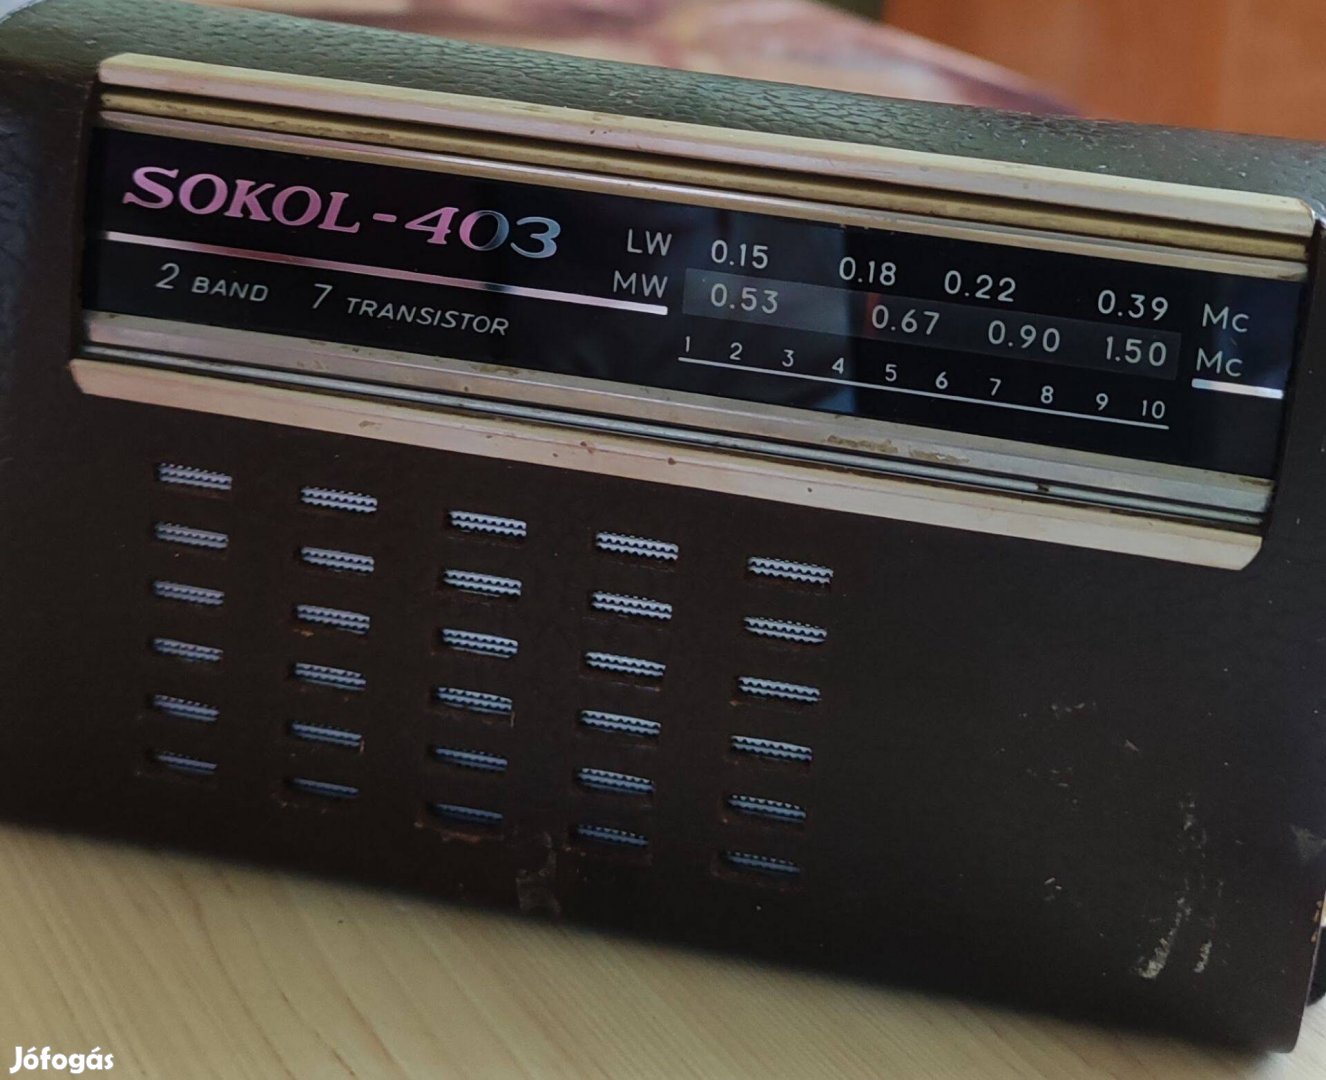 SOKOL-403
2 BAND 7 TRANSISTOR
LW 0.15 0.18 0.22 0.39 Mc
MW 0.53 0.67 0.90 1.50 Mc
1 2 3 4 5 6 7 8 9 10
Jófogás